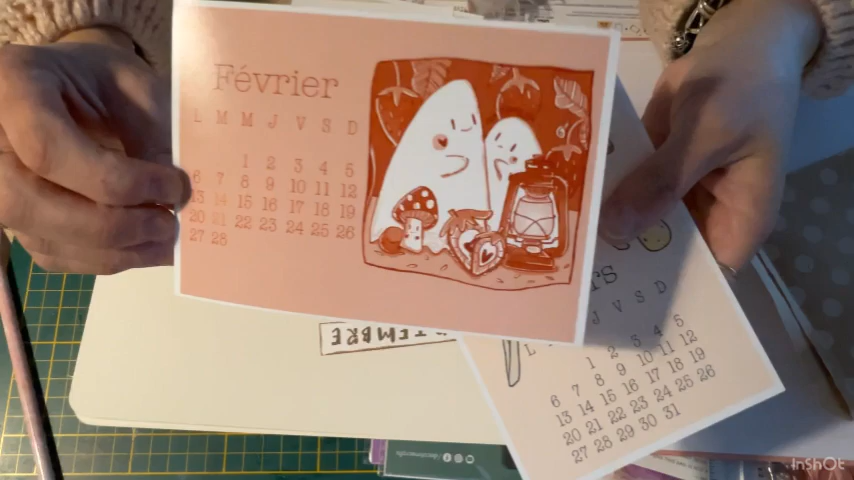 Février
L M M J V S D
1 2 3 4 5
6 7 8 9 10 11 12
13 14 15 16 17 18 19
20 21 22 23 24 25 26
27 28
rs
L J V S D
1 2 3 4 5
6 7 8 9 10 11 12
13 14 15 16 17 18 19
20 21 22 23 24 25 26
27 28 29 30 31
TEMBRE
InShOt